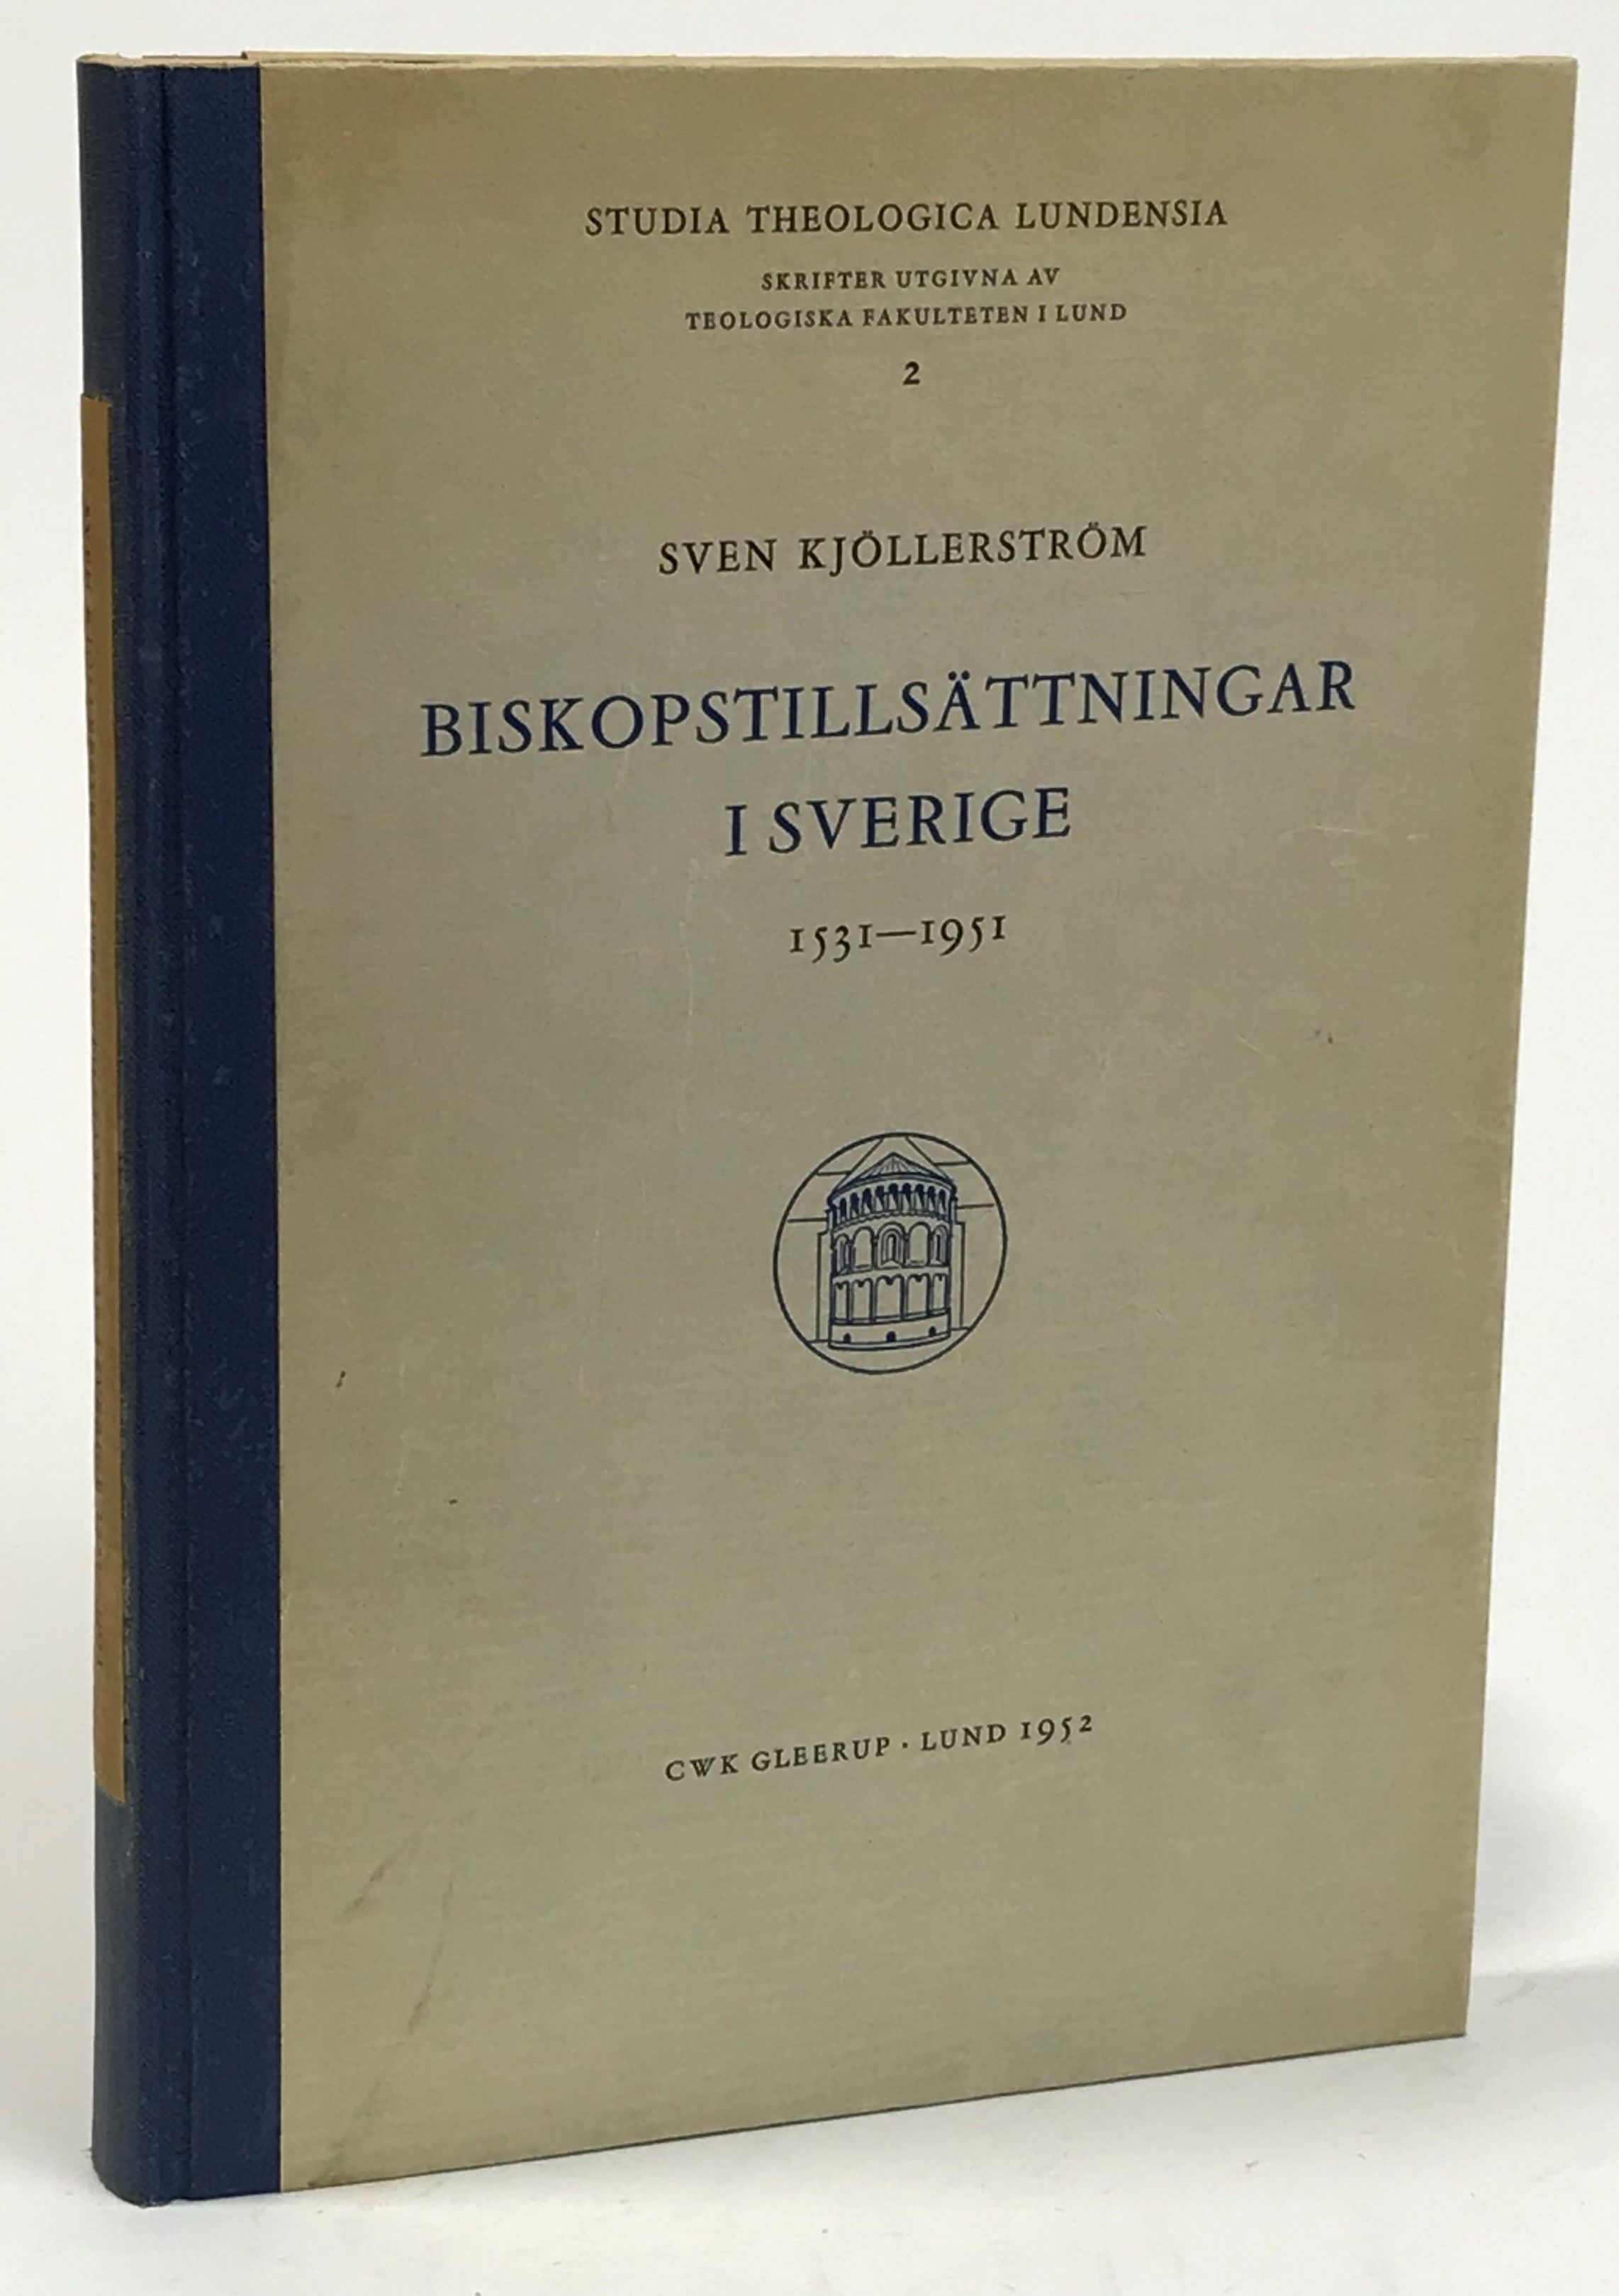 STUDIA THEOLOGICA LUNDENSIA
SKRIFTER UTGIVNA AV
TEOLOGISKA FAKULTETEN I LUND
2
SVEN KJÖLLERSTRÖM
BISKOPSTILLSÄTTNINGAR
I SVERIGE
1531—1951
CWK GLEERUP · LUND 1952